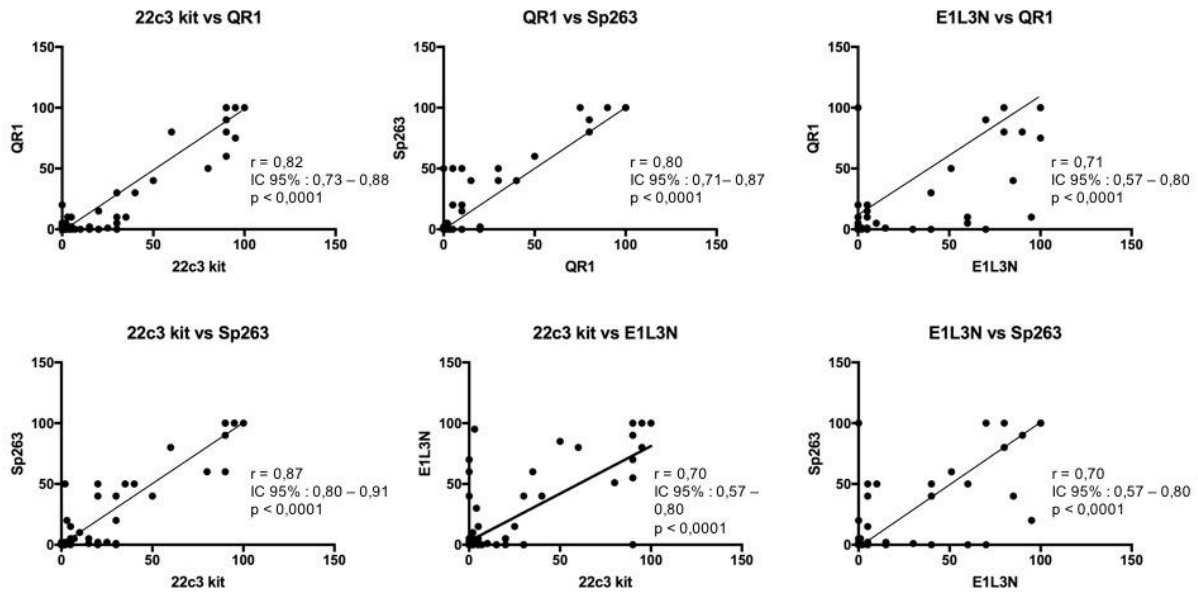 22c3 kit vs QR1
150
100
50
0
0
50
100
150
QR1
22c3 kit
r = 0,82
IC 95% : 0,73 – 0,88
p < 0,0001
QR1 vs Sp263
150
100
50
0
0
50
100
150
Sp263
QR1
r = 0,80
IC 95% : 0,71– 0,87
p < 0,0001
E1L3N vs QR1
150
100
50
0
0
50
100
150
QR1
E1L3N
r = 0,71
IC 95% : 0,57 – 0,80
p < 0,0001
22c3 kit vs Sp263
150
100
50
0
0
50
100
150
Sp263
22c3 kit
r = 0,87
IC 95% : 0,80 – 0,91
p < 0,0001
22c3 kit vs E1L3N
150
100
50
0
0
50
100
150
E1L3N
22c3 kit
r = 0,70
IC 95% : 0,57 –
0,80
p < 0,0001
E1L3N vs Sp263
150
100
50
0
0
50
100
150
Sp263
E1L3N
r = 0,70
IC 95% : 0,57 – 0,80
p < 0,0001